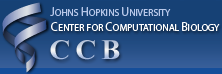 Johns Hopkins University
Center for Computational Biology
CCB